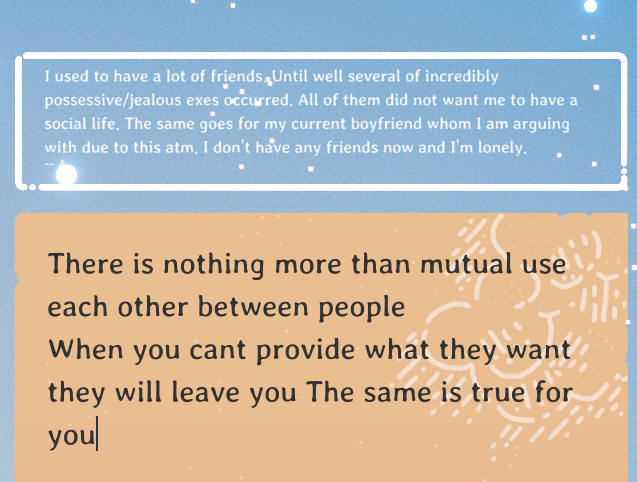 I used to have a lot of friends. Until well several of incredibly
possessive/jealous exes occurred. All of them did not want me to have a
social life. The same goes for my current boyfriend whom I am arguing
with due to this atm. I don't have any friends now and I'm lonely.
There is nothing more than mutual use
each other between people
When you cant provide what they want
they will leave you The same is true for
you